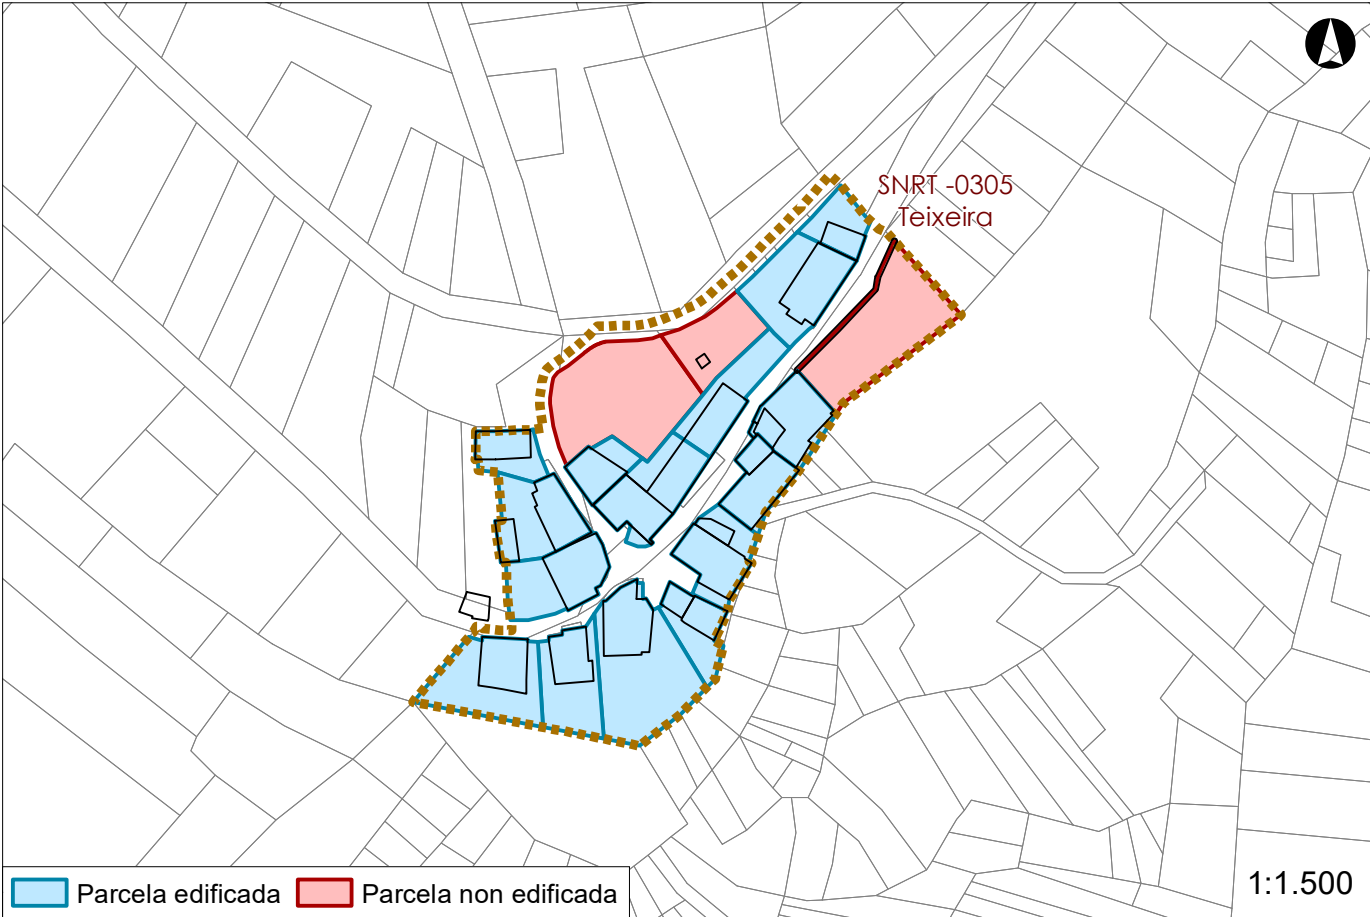 SNRT -0305
Teixeira
Parcela edificada
Parcela non edificada
1:1.500